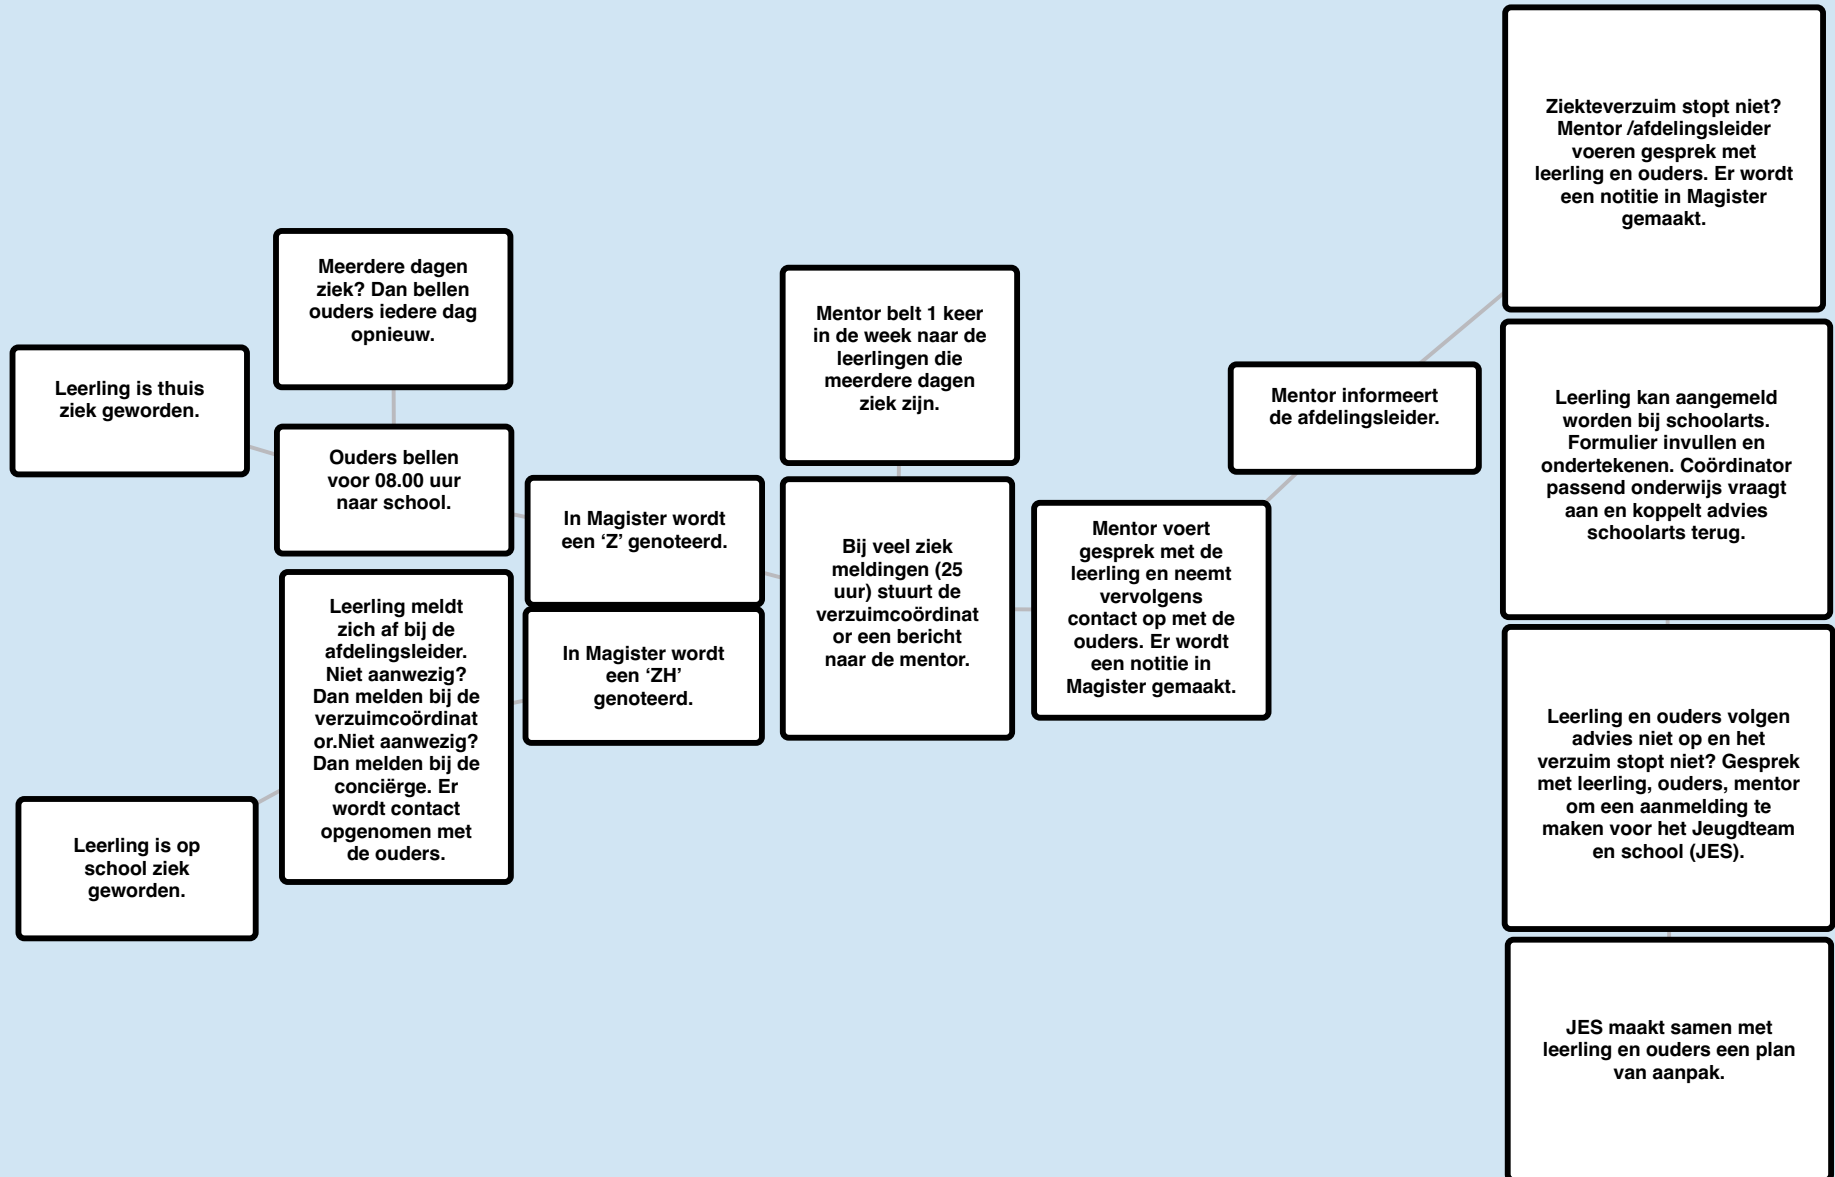 Leerling is thuis
ziek geworden.
Meerdere dagen
ziek? Dan bellen
ouders iedere dag
opnieuw.
Ouders bellen
voor 08.00 uur
naar school.
Leerling is op
school ziek
geworden.
Leerling meldt
zich af bij de
afdelingsleider.
Niet aanwezig?
Dan melden bij de
verzuimcoördinat
or.Niet aanwezig?
Dan melden bij de
conciërge. Er
wordt contact
opgenomen met
de ouders.
In Magister wordt
een ‘Z’ genoteerd.
In Magister wordt
een ‘ZH’
genoteerd.
Mentor belt 1 keer
in de week naar de
leerlingen die
meerdere dagen
ziek zijn.
Bij veel ziek
meldingen (25
uur) stuurt de
verzuimcoördinat
or een bericht
naar de mentor.
Mentor voert
gesprek met de
leerling en neemt
vervolgens
contact op met de
ouders. Er wordt
een notitie in
Magister gemaakt.
Mentor informeert
de afdelingsleider.
Ziekteverzuim stopt niet?
Mentor /afdelingsleider
voeren gesprek met
leerling en ouders. Er wordt
een notitie in Magister
gemaakt.
Leerling kan aangemeld
worden bij schoolarts.
Formulier invullen en
ondertekenen. Coördinator
passend onderwijs vraagt
aan en koppelt advies
schoolarts terug.
Leerling en ouders volgen
advies niet op en het
verzuim stopt niet? Gesprek
met leerling, ouders, mentor
om een aanmelding te
maken voor het Jeugdteam
en school (JES).
JES maakt samen met
leerling en ouders een plan
van aanpak.